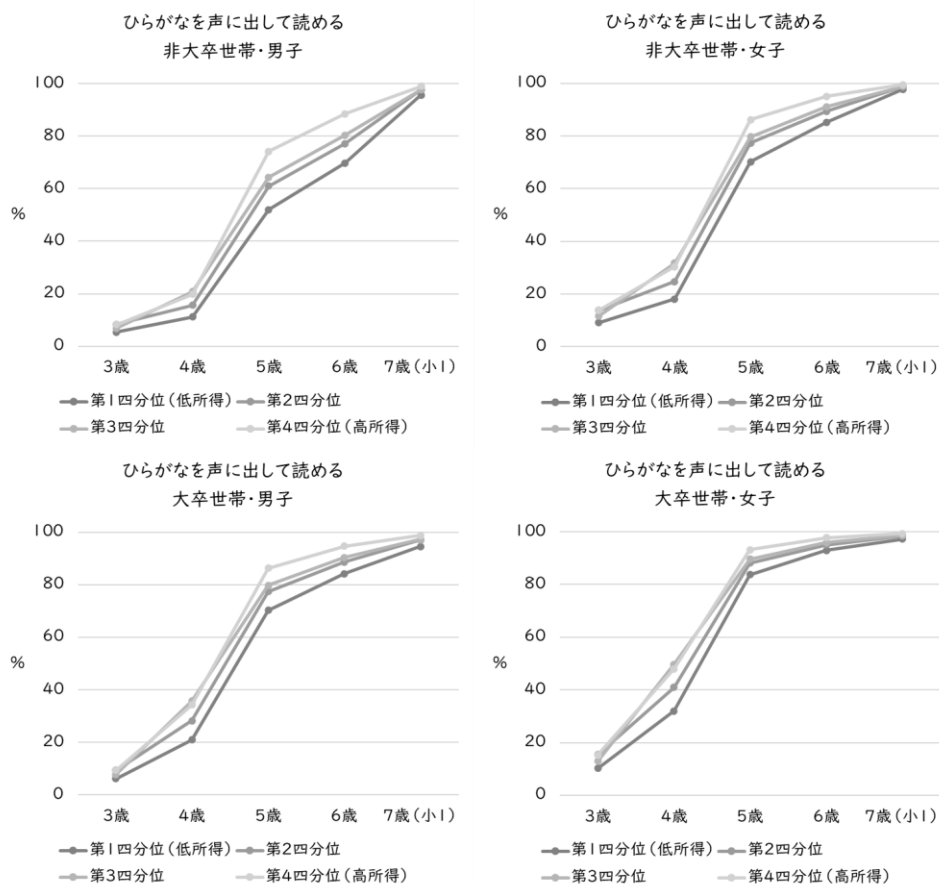 ひらがなを声に出して読める
非大卒世帯・男子
100
80
60
%
40
20
0
3歳 4歳 5歳 6歳 7歳(小1)
第1四分位(低所得) 第2四分位
第3四分位 第4四分位(高所得)
ひらがなを声に出して読める
非大卒世帯・女子
100
80
60
%
40
20
0
3歳 4歳 5歳 6歳 7歳(小1)
第1四分位(低所得) 第2四分位
第3四分位 第4四分位(高所得)
ひらがなを声に出して読める
大卒世帯・男子
100
80
60
%
40
20
0
3歳 4歳 5歳 6歳 7歳(小1)
第1四分位(低所得) 第2四分位
第3四分位 第4四分位(高所得)
ひらがなを声に出して読める
大卒世帯・女子
100
80
60
%
40
20
0
3歳 4歳 5歳 6歳 7歳(小1)
第1四分位(低所得) 第2四分位
第3四分位 第4四分位(高所得)